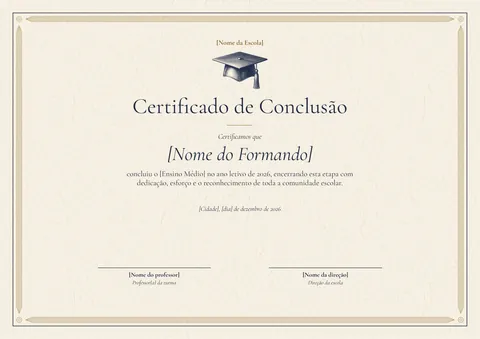 [Nome da Escola]
Certificado de Conclusão
Certificamos que
[Nome do Formando]
concluiu o [Ensino Médio] no ano letivo de 2026, encerrando esta etapa com
dedicação, esforço e o reconhecimento de toda a comunidade escolar.
[Cidade], [dia] de dezembro de 2026
[Nome do professor]
Professor(a) da turma
[Nome da direção]
Direção da escola